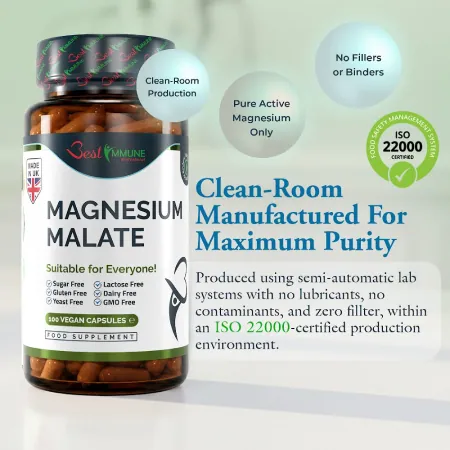 Clean-Room
Production
Pure Active
Magnesium
Only
No Fillers
or Binders
FOOD SAFETY MANAGEMENT SYSTEM
ISO
22000
CERTIFIED
Best IMMUNE
MADE
IN UK
MAGNESIUM
MALATE
Suitable for Everyone!
Sugar Free
Lactose Free
Gluten Free
Dairy Free
Yeast Free
GMO Free
100 VEGAN CAPSULES e
FOOD SUPPLEMENT
Clean-Room
Manufactured For
Maximum Purity
Produced using semi-automatic lab
systems with no lubricants, no
contaminants, and zero fillter, within
an ISO 22000-certified production
environment.